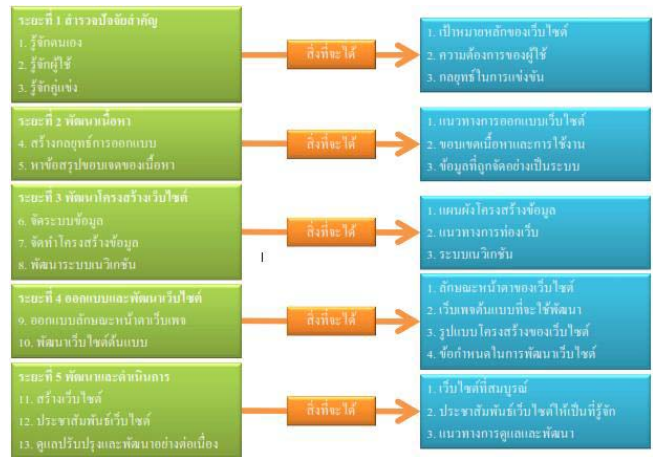 ระยะที่ 1 สำรวจปัจจัยสำคัญ
1. รู้จักตนเอง
2. รู้จักผู้ใช้
3. รู้จักคู่แข่ง
สิ่งที่จะได้
1. เป้าหมายหลักของเว็บไซต์
2. ความต้องการของผู้ใช้
3. กลยุทธ์ในการแข่งขัน
ระยะที่ 2 พัฒนาเนื้อหา
4. สร้างกลยุทธ์การออกแบบ
5. หาข้อสรุปขอบเขตของเนื้อหา
สิ่งที่จะได้
1. แนวทางการออกแบบเว็บไซต์
2. ขอบเขตเนื้อหาและการใช้งาน
3. ข้อมูลที่ถูกจัดอย่างเป็นระบบ
ระยะที่ 3 พัฒนาโครงสร้างเว็บไซต์
6. จัดระบบข้อมูล
7. จัดทำโครงสร้างข้อมูล
8. พัฒนาระบบเนวิเกชัน
สิ่งที่จะได้
1. แผนผังโครงสร้างข้อมูล
2. แนวทางการท่องเว็บ
3. ระบบเนวิเกชัน
ระยะที่ 4 ออกแบบและพัฒนาเว็บไซต์
9. ออกแบบลักษณะหน้าตาเว็บเพจ
10. พัฒนาเว็บไซต์ต้นแบบ
สิ่งที่จะได้
1. ลักษณะหน้าตาของเว็บไซต์
2. เว็บเพจต้นแบบที่จะใช้พัฒนา
3. รูปแบบโครงสร้างของเว็บไซต์
4. ข้อกำหนดในการพัฒนาเว็บไซต์
ระยะที่ 5 พัฒนาและดำเนินการ
11. สร้างเว็บไซต์
12. ประชาสัมพันธ์เว็บไซต์
13. ดูแลปรับปรุงและพัฒนาอย่างต่อเนื่อง
สิ่งที่จะได้
1. เว็บไซต์ที่สมบูรณ์
2. ประชาสัมพันธ์เว็บไซต์ให้เป็นที่รู้จัก
3. แนวทางการดูแลและพัฒนา